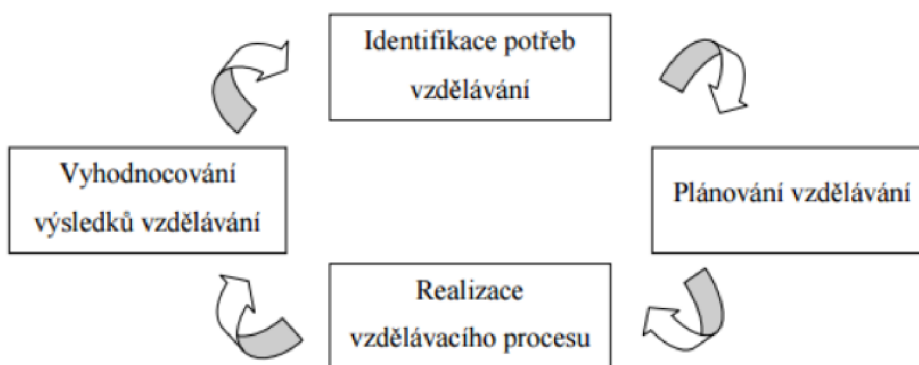 Identifikace potřeb
vzdělávání
Vyhodnocování
výsledků vzdělávání
Plánování vzdělávání
Realizace
vzdělávacího procesu